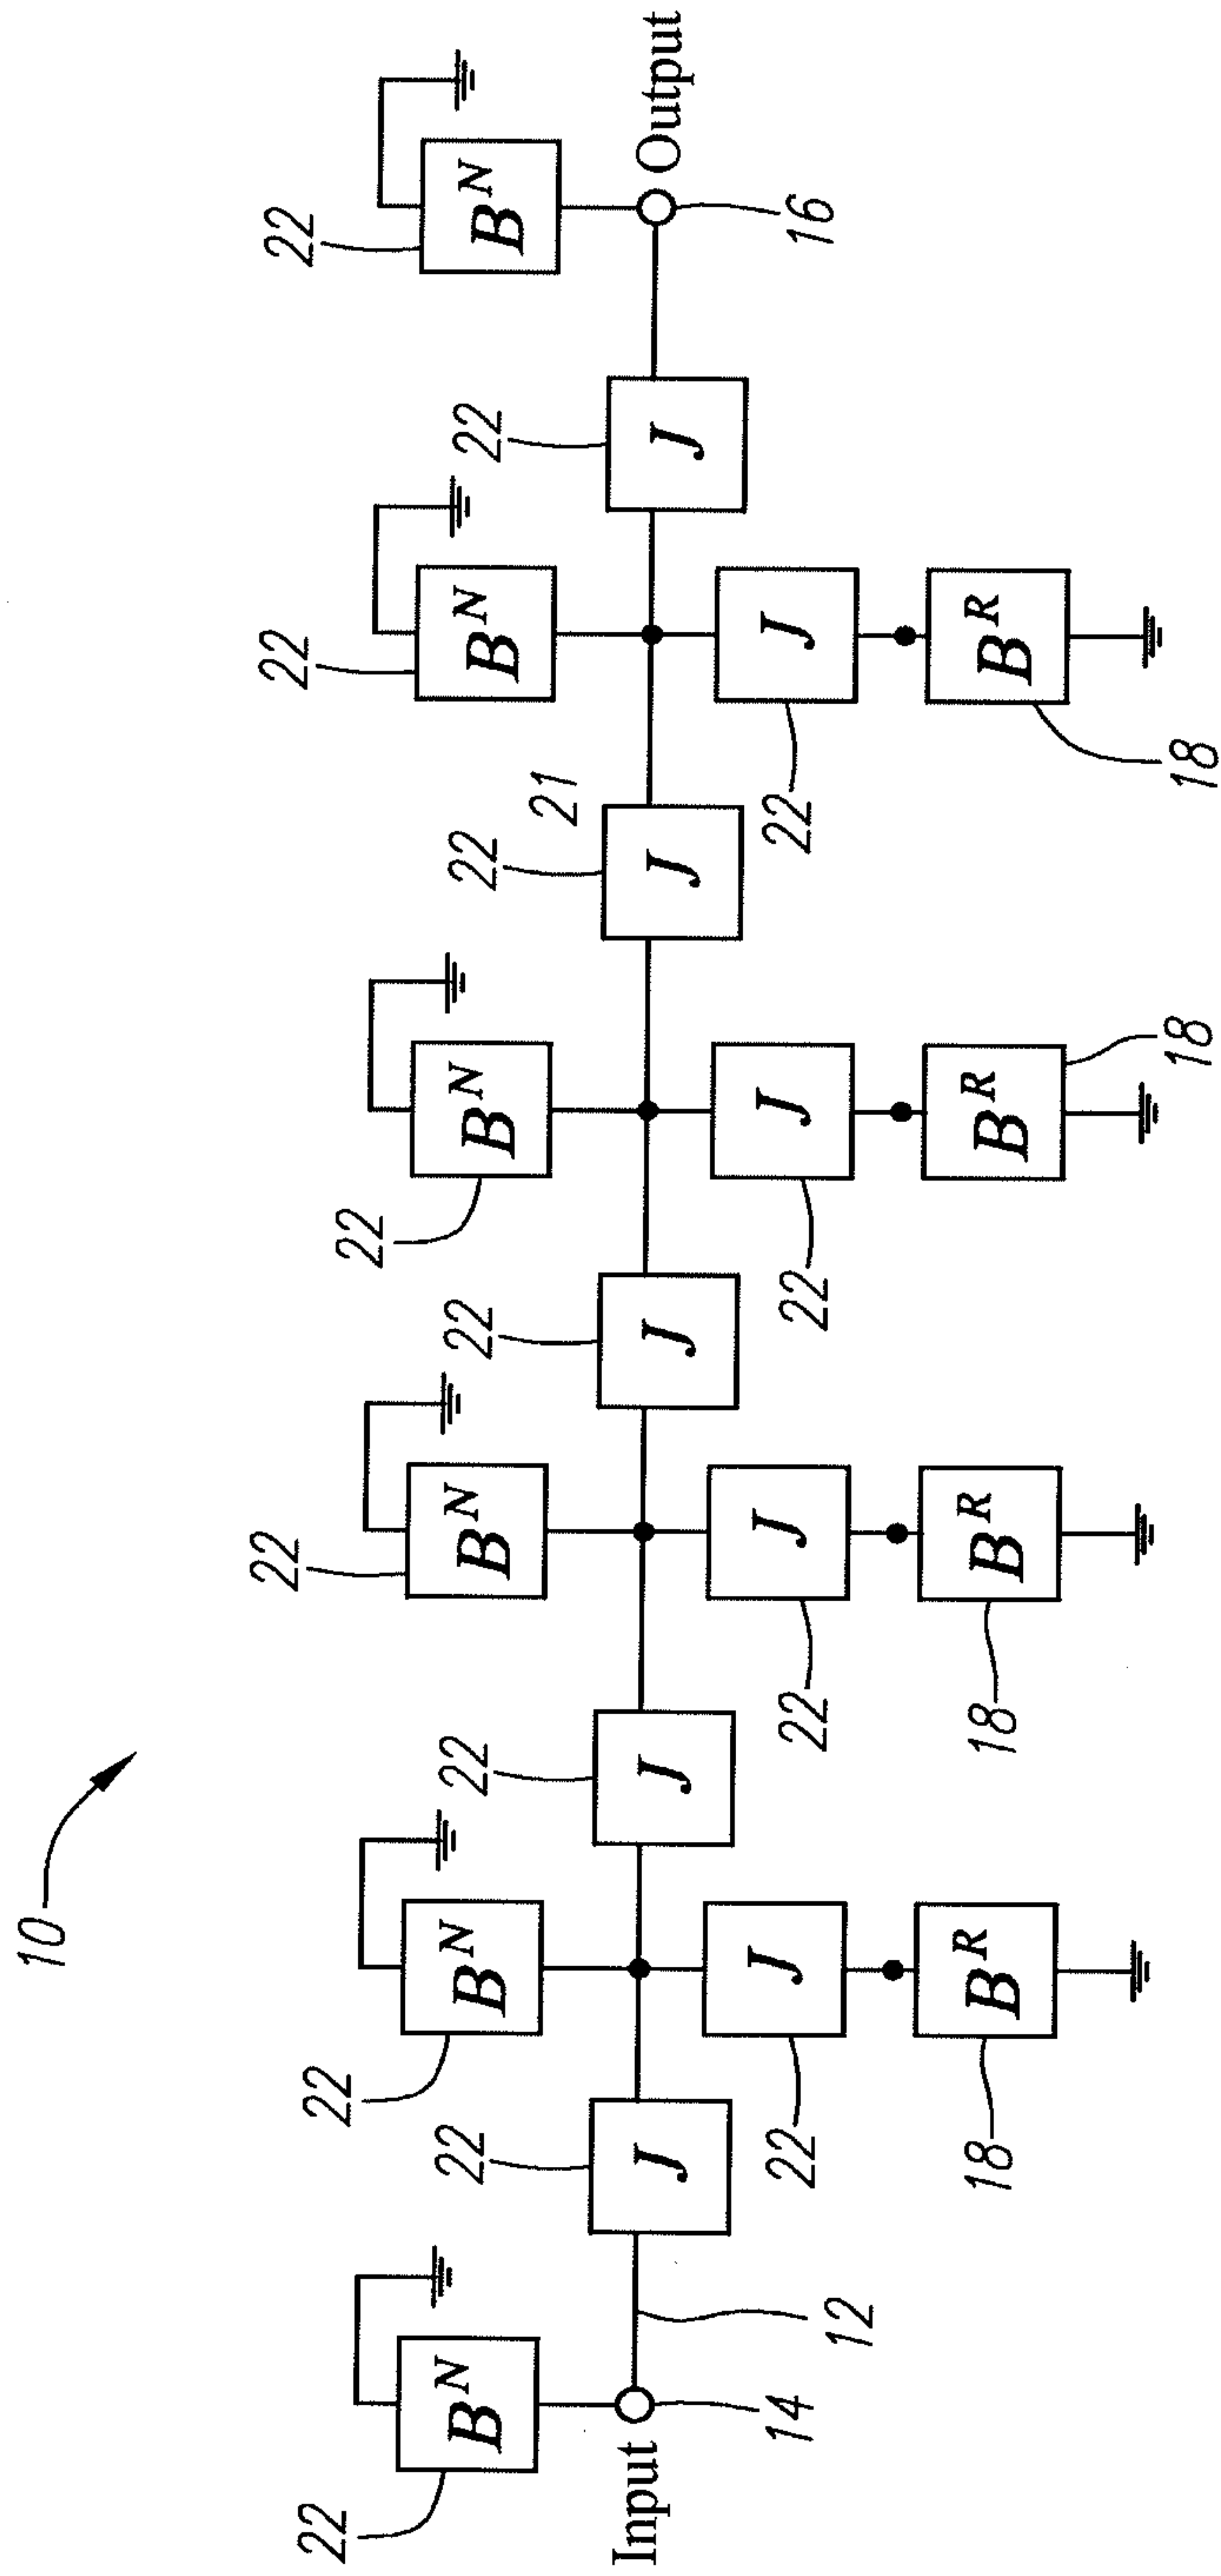 10
22 22 22 22 22 22
B^N B^N B^N B^N B^N B^N
22 22 22 22 22
21
Input J J J J J Output
J J J J
14 12 22 22 22 22 16
B^R B^R B^R B^R
18 18 18 18